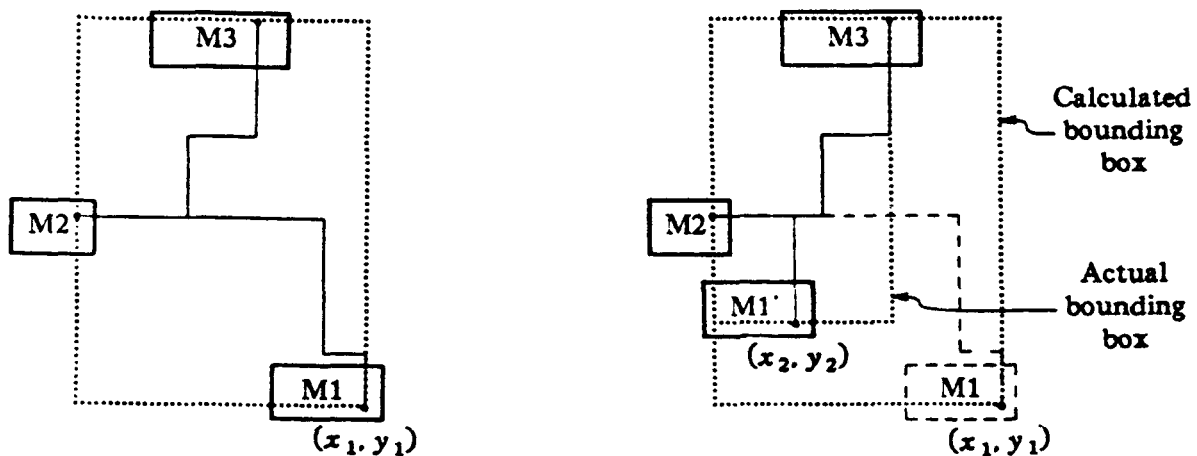 M3
M2
M1
(x₁, y₁)
M3
Calculated
bounding
box
M2
M1'
(x₂, y₂)
Actual
bounding
box
M1
(x₁, y₁)